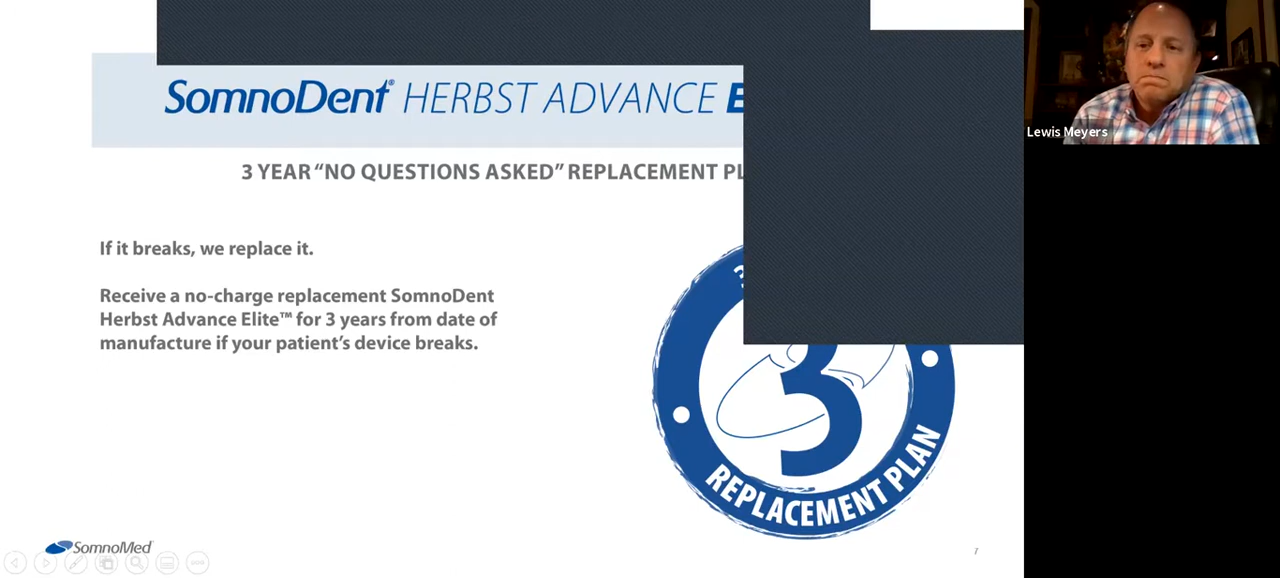 SomnoDent® HERBST ADVANCE
3 YEAR “NO QUESTIONS ASKED” REPLACEMENT
If it breaks, we replace it.
Receive a no-charge replacement SomnoDent
Herbst Advance Elite™ for 3 years from date of
manufacture if your patient’s device breaks.
3
REPLACEMENT PLAN
SomnoMed®
1
Lewis Meyers